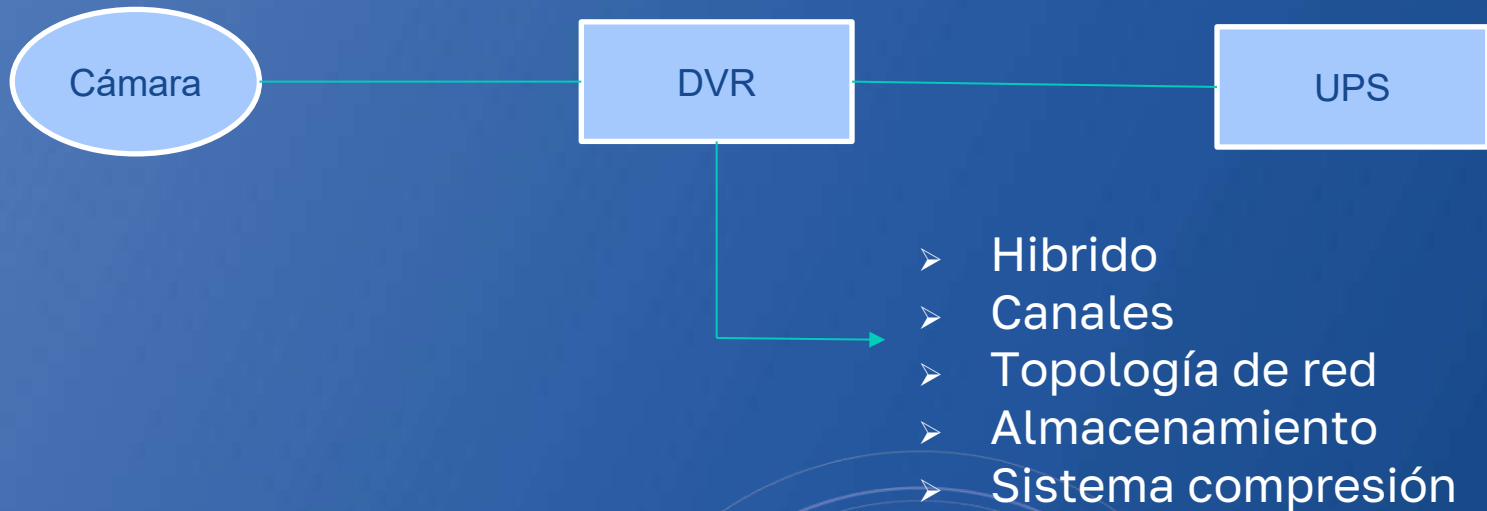 Cámara
DVR
UPS
➢ Hibrido
➢ Canales
➢ Topología de red
➢ Almacenamiento
➢ Sistema compresión